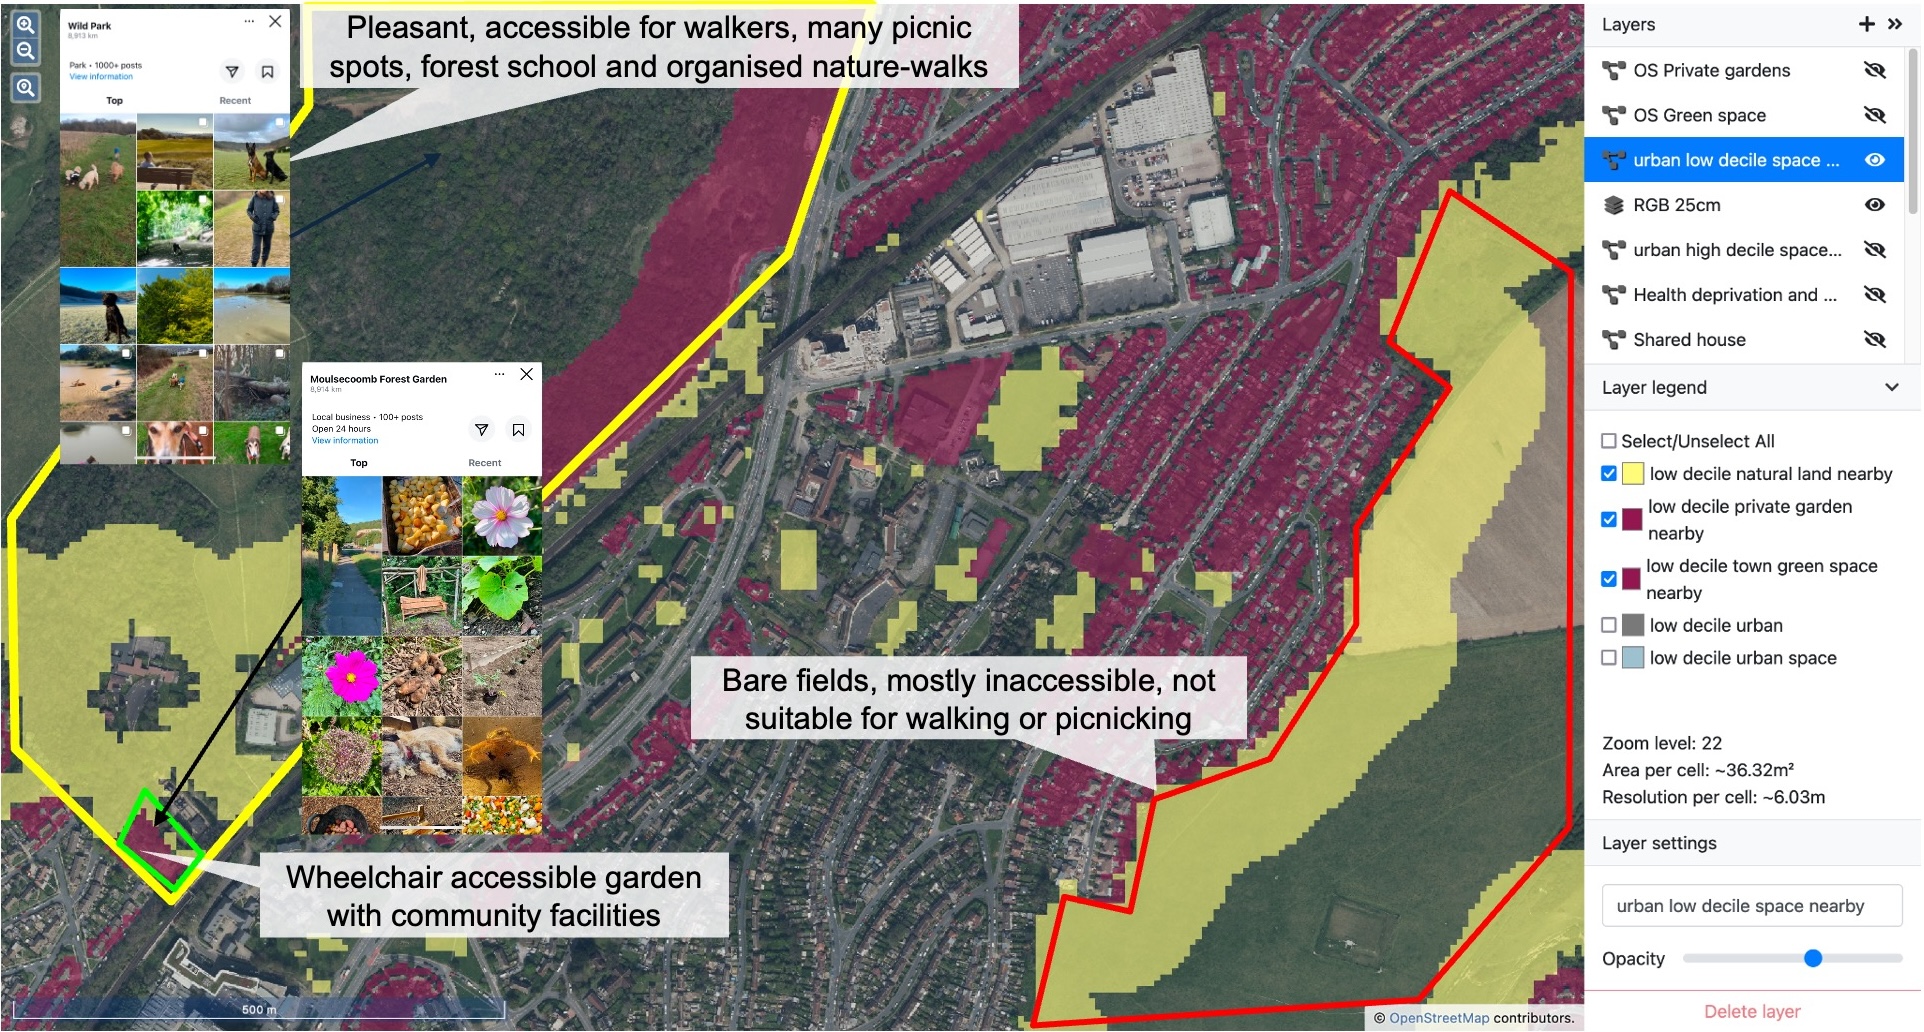 Wild Park
8,913 km
Park • 1000+ posts
View information
Top
Recent
Pleasant, accessible for walkers, many picnic
spots, forest school and organised nature-walks
Moulsecoomb Forest Garden
8,914 km
Local business • 100+ posts
Open 24 hours
View information
Top
Recent
Bare fields, mostly inaccessible, not
suitable for walking or picnicking
Wheelchair accessible garden
with community facilities
500 m
© OpenStreetMap contributors.
Layers
OS Private gardens
OS Green space
urban low decile space ...
RGB 25cm
urban high decile space...
Health deprivation and ...
Shared house
Layer legend
Select/Unselect All
low decile natural land nearby
low decile private garden
nearby
low decile town green space
nearby
low decile urban
low decile urban space
Zoom level: 22
Area per cell: ~36.32m²
Resolution per cell: ~6.03m
Layer settings
urban low decile space nearby
Opacity
Delete layer